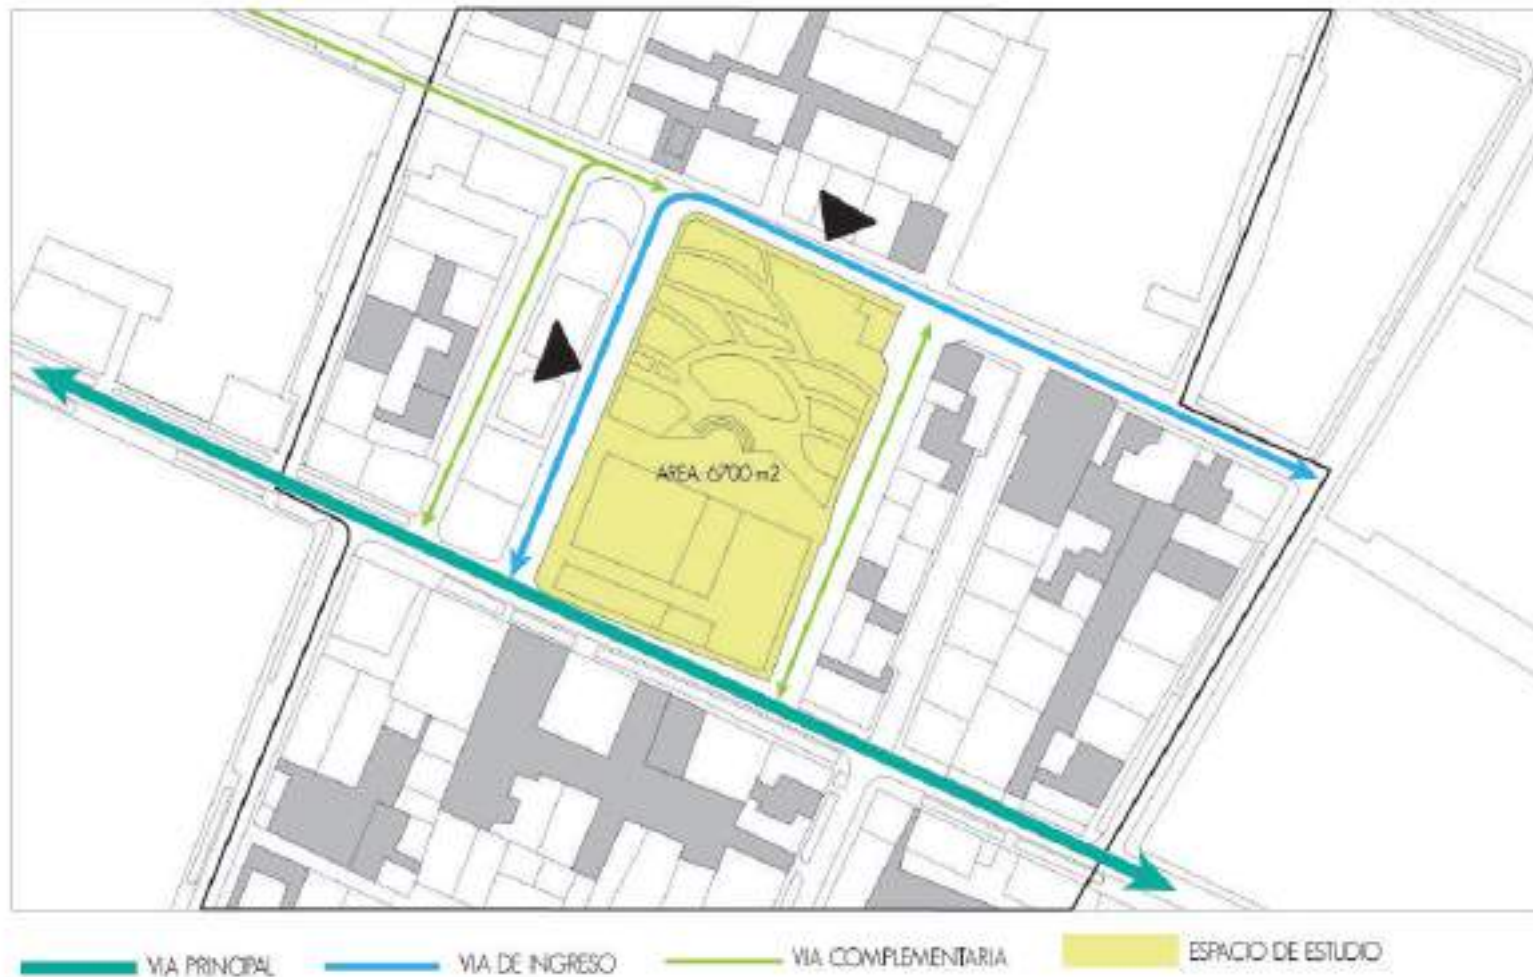 AREA: 6700 m2
VIA PRINCIPAL
VIA DE INGRESO
VIA COMPLEMENTARIA
ESPACIO DE ESTUDIO